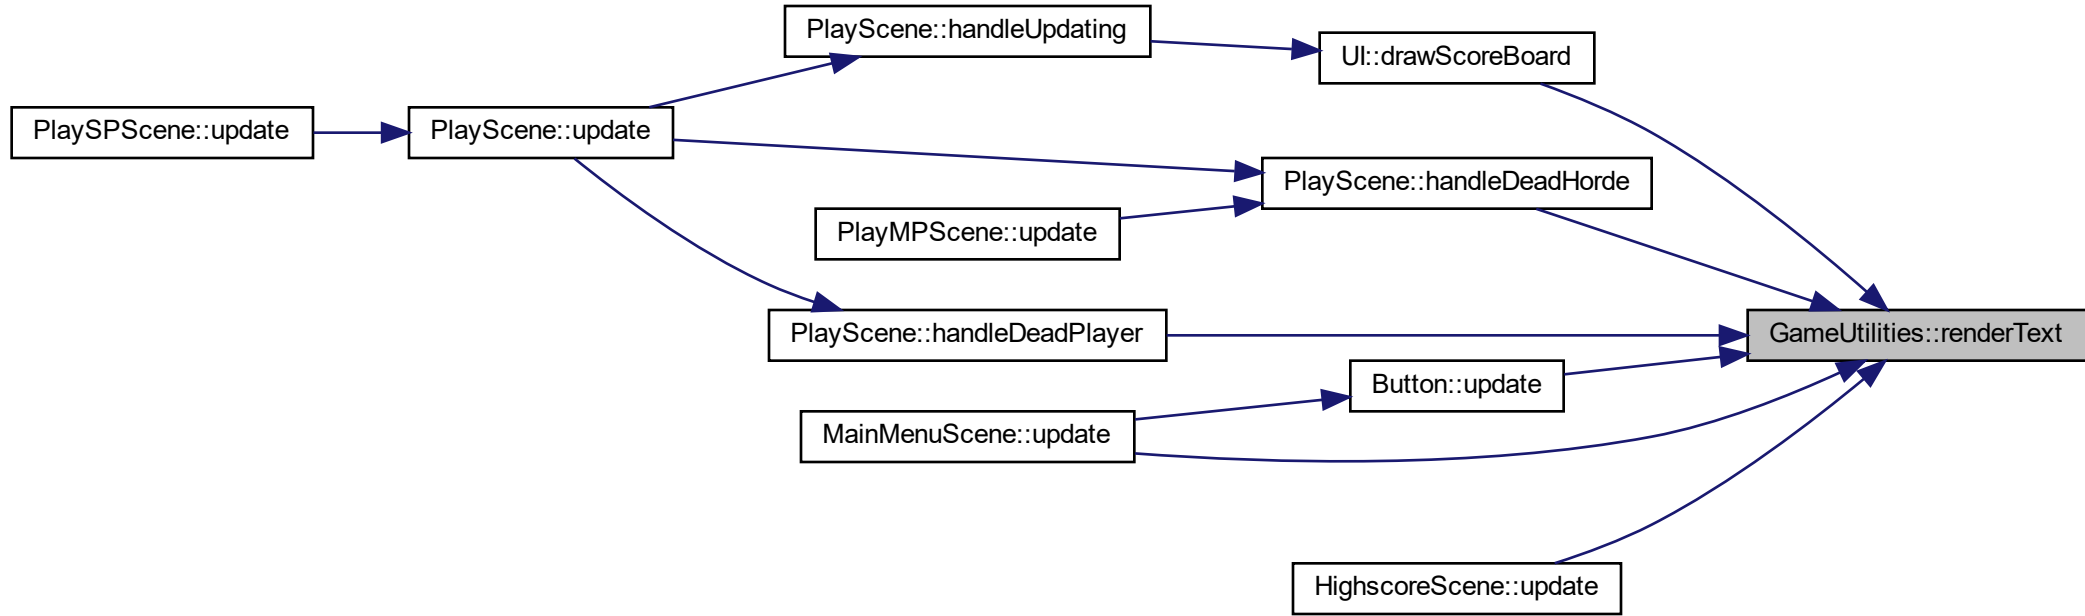 PlayScene::handleUpdating
UI::drawScoreBoard
PlaySPScene::update
PlayScene::update
PlayScene::handleDeadHorde
PlayMPScene::update
PlayScene::handleDeadPlayer
GameUtilities::renderText
Button::update
MainMenuScene::update
HighscoreScene::update